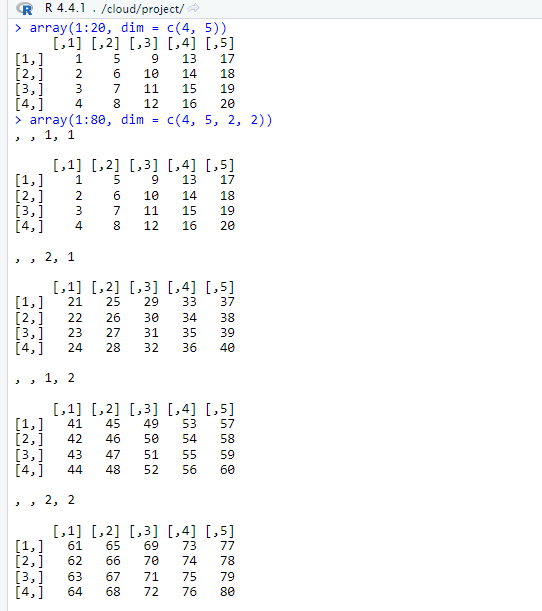 R 4.4.1 . /cloud/project/
> array(1:20, dim = c(4, 5))
     [,1] [,2] [,3] [,4] [,5]
[1,]    1    5    9   13   17
[2,]    2    6   10   14   18
[3,]    3    7   11   15   19
[4,]    4    8   12   16   20
> array(1:80, dim = c(4, 5, 2, 2))
, , 1, 1

     [,1] [,2] [,3] [,4] [,5]
[1,]    1    5    9   13   17
[2,]    2    6   10   14   18
[3,]    3    7   11   15   19
[4,]    4    8   12   16   20

, , 2, 1

     [,1] [,2] [,3] [,4] [,5]
[1,]   21   25   29   33   37
[2,]   22   26   30   34   38
[3,]   23   27   31   35   39
[4,]   24   28   32   36   40

, , 1, 2

     [,1] [,2] [,3] [,4] [,5]
[1,]   41   45   49   53   57
[2,]   42   46   50   54   58
[3,]   43   47   51   55   59
[4,]   44   48   52   56   60

, , 2, 2

     [,1] [,2] [,3] [,4] [,5]
[1,]   61   65   69   73   77
[2,]   62   66   70   74   78
[3,]   63   67   71   75   79
[4,]   64   68   72   76   80